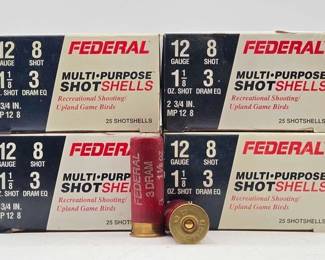 12 8 FEDERAL
GAUGE SHOT
1 1/8 3 MULTI-PURPOSE
OZ. SHOT DRAM EQ. SHOTSHELLS
3/4 IN. Recreational Shooting/
MP 12 8 Upland Game Birds
25 SHOTSHELLS
12 8 FEDERAL
GAUGE SHOT
1 1/8 3 MULTI-PURPOSE
OZ. SHOT DRAM EQ. SHOTSHELLS
2 3/4 IN. Recreational Shooting/
MP 12 8 Upland Game Birds
25 SHOTSHELLS
12 8 FEDERAL
GAUGE SHOT
1 1/8 3 MULTI-PURPOSE
OZ. SHOT DRAM EQ. SHOTSHELLS
3/4 IN. Recreational Shooting/
MP 12 8 Upland Game Birds
25
12 8 FEDERAL
GAUGE SHOT
1 1/8 3 MULTI-PURPOSE
OZ. SHOT DRAM EQ. SHOTSHELLS
Recreational Shooting/
Upland Game Birds
25 SHOTSHELLS
FEDERAL
3 DRAM
1 1/8 OZ